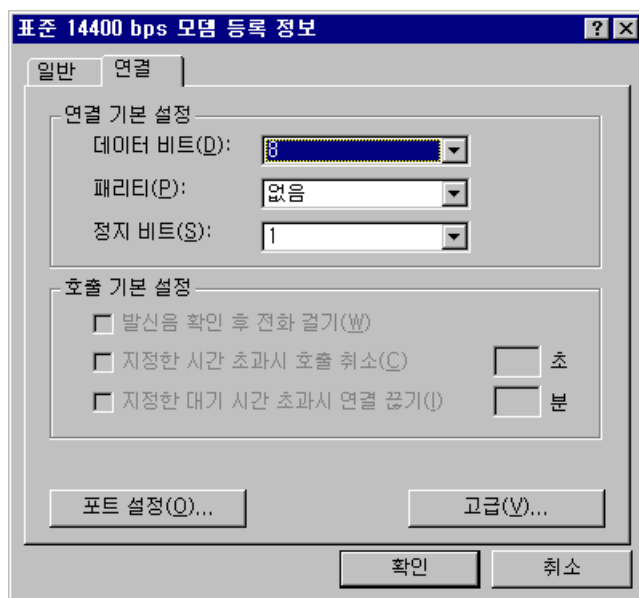 표준 14400 bps 모뎀 등록 정보
일반 연결
연결 기본 설정
데이터 비트(D): 8
패리티(P): 없음
정지 비트(S): 1
호출 기본 설정
발신음 확인 후 전화 걸기(W)
지정한 시간 초과시 호출 취소(C) 초
지정한 대기 시간 초과시 연결 끊기(I) 분
포트 설정(O)... 고급(V)...
확인 취소